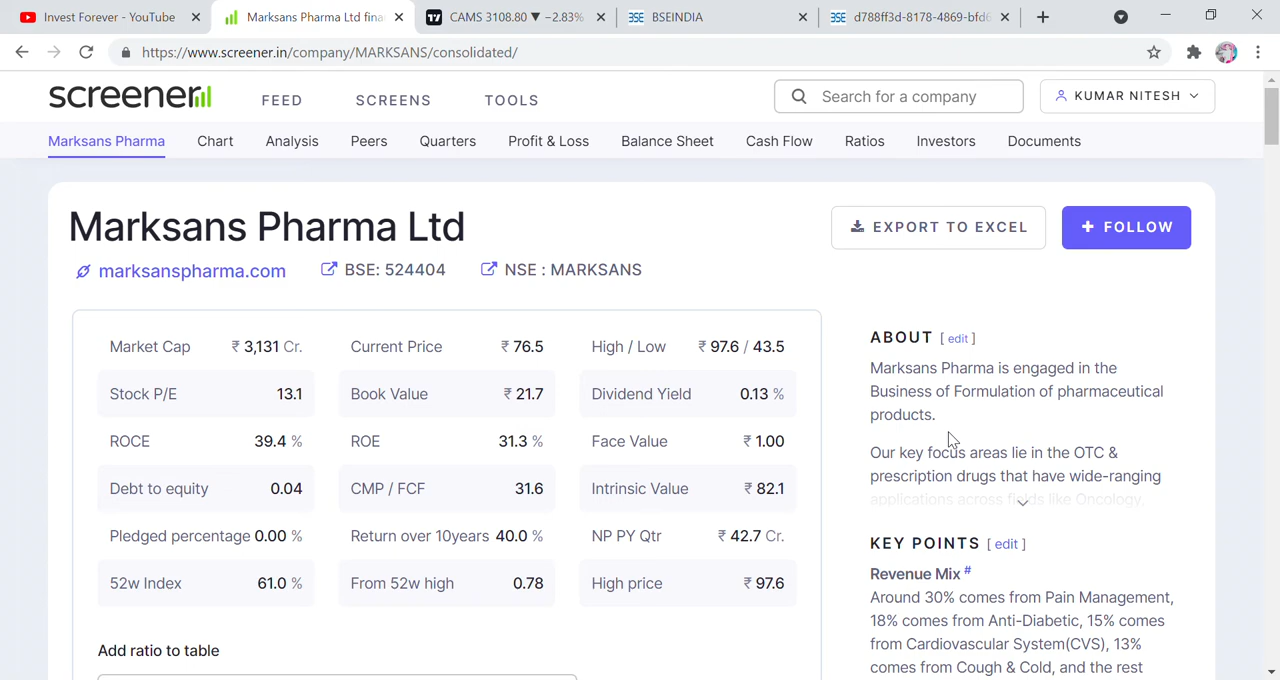 Invest Forever - YouTube
Marksans Pharma Ltd fina
CAMS 3108.80 ▼ −2.83%
BSEINDIA
d788ff3d-8178-4869-bfd6
https://www.screener.in/company/MARKSANS/consolidated/
screener
FEED
SCREENS
TOOLS
Search for a company
KUMAR NITESH
Marksans Pharma
Chart
Analysis
Peers
Quarters
Profit & Loss
Balance Sheet
Cash Flow
Ratios
Investors
Documents
Marksans Pharma Ltd
EXPORT TO EXCEL
+ FOLLOW
marksanspharma.com
BSE: 524404
NSE : MARKSANS
Market Cap ₹ 3,131 Cr.
Current Price ₹ 76.5
High / Low ₹ 97.6 / 43.5
Stock P/E 13.1
Book Value ₹ 21.7
Dividend Yield 0.13 %
ROCE 39.4 %
ROE 31.3 %
Face Value ₹ 1.00
Debt to equity 0.04
CMP / FCF 31.6
Intrinsic Value ₹ 82.1
Pledged percentage 0.00 %
Return over 10years 40.0 %
NP PY Qtr ₹ 42.7 Cr.
52w Index 61.0 %
From 52w high 0.78
High price ₹ 97.6
Add ratio to table
ABOUT [ edit ]
Marksans Pharma is engaged in the
Business of Formulation of pharmaceutical
products.
Our key focus areas lie in the OTC &
prescription drugs that have wide-ranging
applications across fields like Oncology,
KEY POINTS [ edit ]
Revenue Mix #
Around 30% comes from Pain Management,
18% comes from Anti-Diabetic, 15% comes
from Cardiovascular System(CVS), 13%
comes from Cough & Cold, and the rest